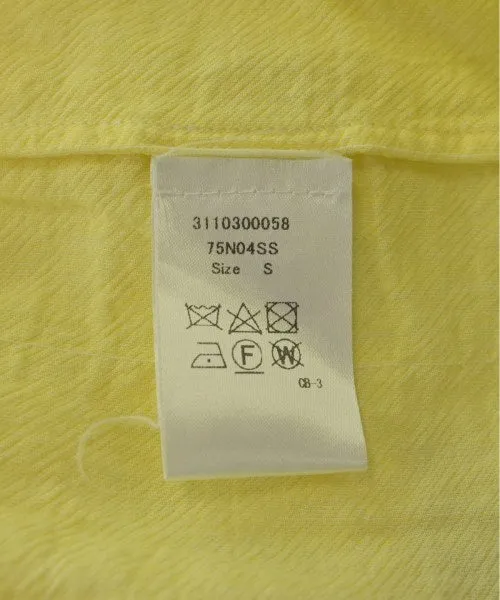 3110300058
75N04SS
Size S
F W
CB-3